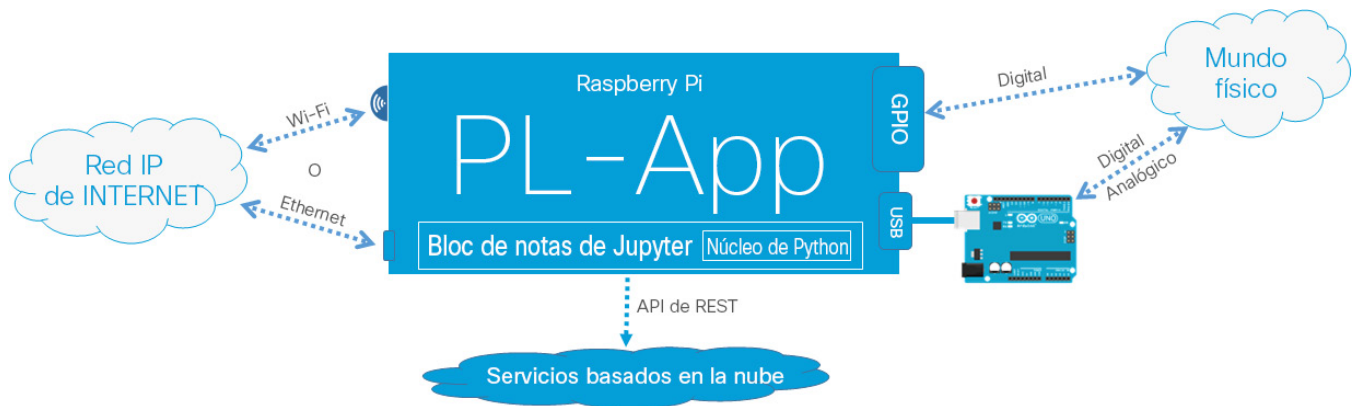 Raspberry Pi
PL-App
Bloc de notas de Jupyter
Núcleo de Python
GPIO
USB
Wi-Fi
O
Ethernet
Red IP
de INTERNET
Digital
Mundo
físico
Digital
Analógico
UNO
API de REST
Servicios basados en la nube